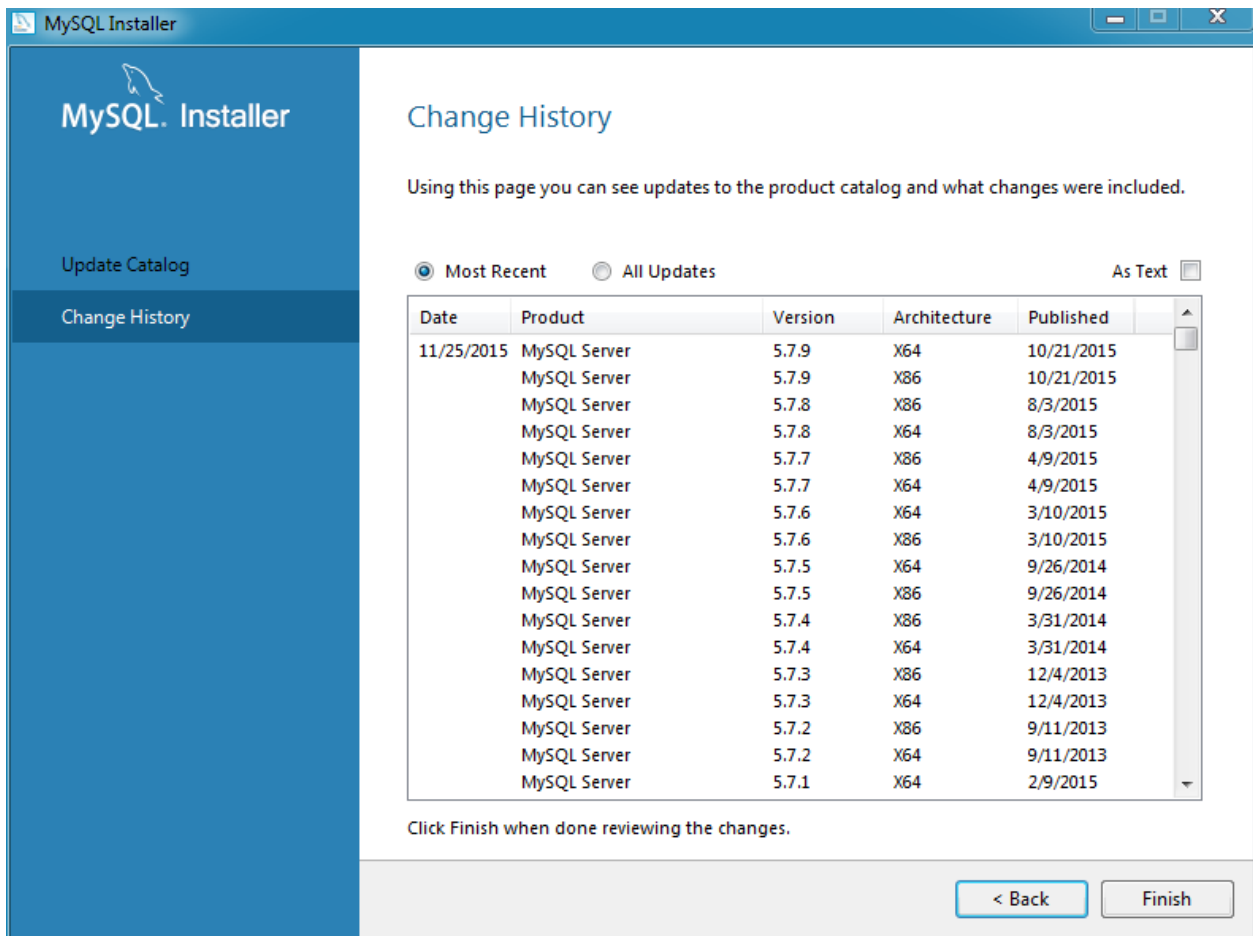 MySQL Installer
MySQL. Installer
Change History
Using this page you can see updates to the product catalog and what changes were included.
Update Catalog
Change History
Most Recent All Updates As Text
Date Product Version Architecture Published
11/25/2015 MySQL Server 5.7.9 X64 10/21/2015
MySQL Server 5.7.9 X86 10/21/2015
MySQL Server 5.7.8 X86 8/3/2015
MySQL Server 5.7.8 X64 8/3/2015
MySQL Server 5.7.7 X86 4/9/2015
MySQL Server 5.7.7 X64 4/9/2015
MySQL Server 5.7.6 X64 3/10/2015
MySQL Server 5.7.6 X86 3/10/2015
MySQL Server 5.7.5 X64 9/26/2014
MySQL Server 5.7.5 X86 9/26/2014
MySQL Server 5.7.4 X86 3/31/2014
MySQL Server 5.7.4 X64 3/31/2014
MySQL Server 5.7.3 X86 12/4/2013
MySQL Server 5.7.3 X64 12/4/2013
MySQL Server 5.7.2 X86 9/11/2013
MySQL Server 5.7.2 X64 9/11/2013
MySQL Server 5.7.1 X64 2/9/2015
Click Finish when done reviewing the changes.
< Back Finish